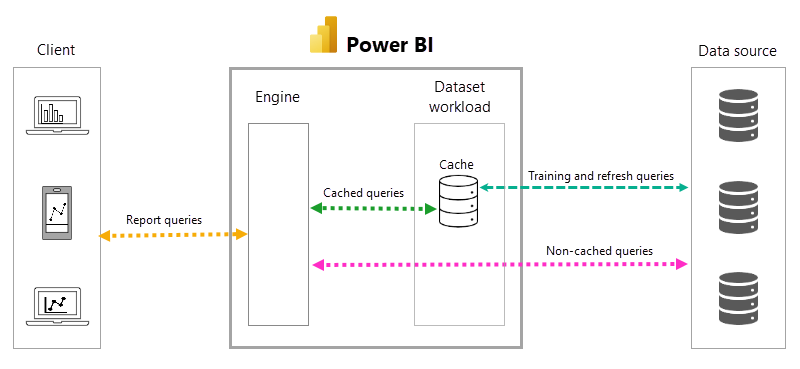 Client
Power BI
Data source
Engine
Dataset
workload
Cache
Training and refresh queries
Cached queries
Report queries
Non-cached queries